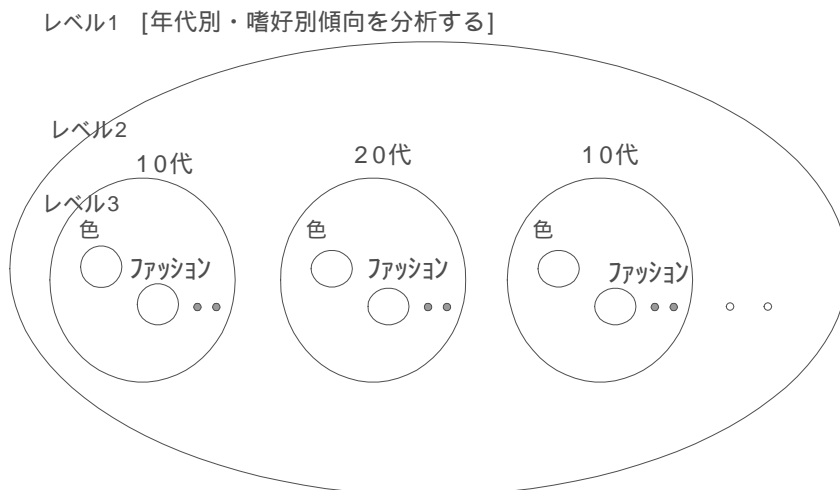 レベル1 [年代別・嗜好別傾向を分析する]
レベル2
10代 20代 10代
レベル3
色 色 色
ファッション ファッション ファッション